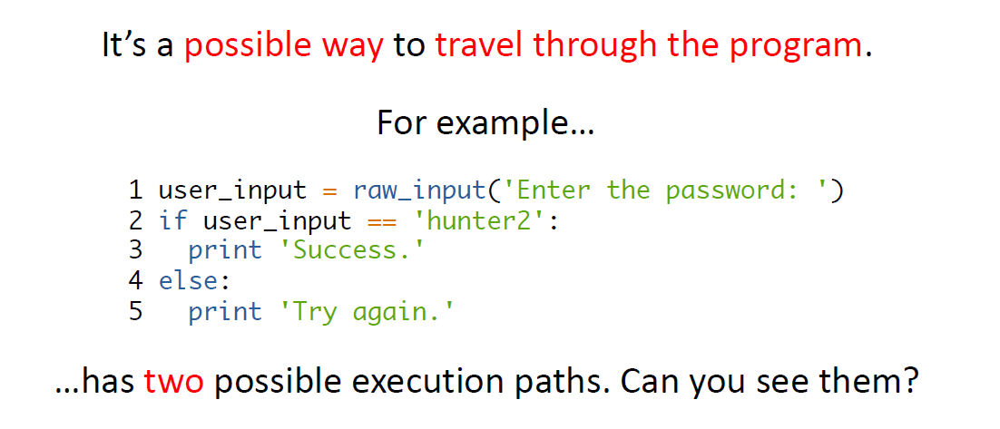 It’s a possible way to travel through the program.
For example…
1 user_input = raw_input('Enter the password: ')
2 if user_input == 'hunter2':
3   print 'Success.'
4 else:
5   print 'Try again.'
…has two possible execution paths. Can you see them?